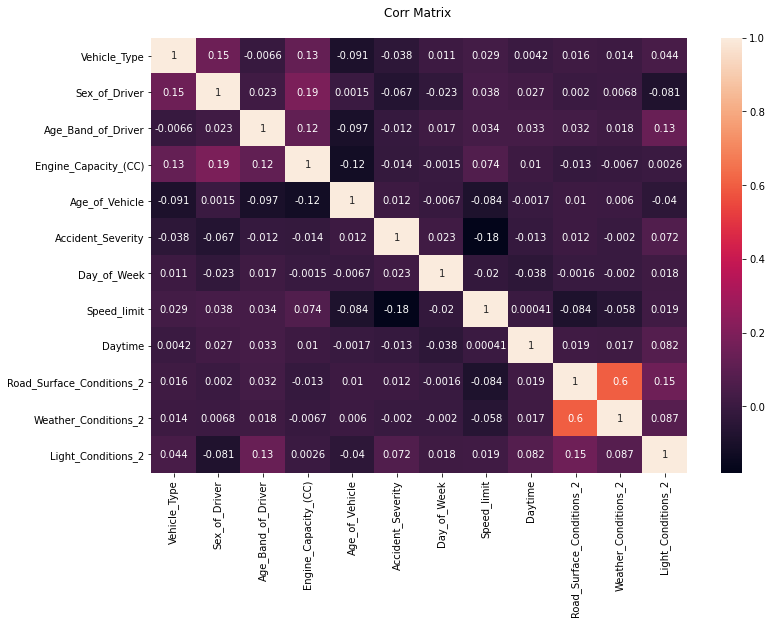 Corr Matrix
Vehicle_Type 1 0.15 -0.0066 0.13 -0.091 -0.038 0.011 0.029 0.0042 0.016 0.014 0.044
Sex_of_Driver 0.15 1 0.023 0.19 0.0015 -0.067 -0.023 0.038 0.027 0.002 0.0068 -0.081
Age_Band_of_Driver -0.0066 0.023 1 0.12 -0.097 -0.012 0.017 0.034 0.033 0.032 0.018 0.13
Engine_Capacity_(CC) 0.13 0.19 0.12 1 -0.12 -0.014 -0.0015 0.074 0.01 -0.013 -0.0067 0.0026
Age_of_Vehicle -0.091 0.0015 -0.097 -0.12 1 0.012 -0.0067 -0.084 -0.0017 0.01 0.006 -0.04
Accident_Severity -0.038 -0.067 -0.012 -0.014 0.012 1 0.023 -0.18 -0.013 0.012 -0.002 0.072
Day_of_Week 0.011 -0.023 0.017 -0.0015 -0.0067 0.023 1 -0.02 -0.038 -0.0016 -0.002 0.018
Speed_limit 0.029 0.038 0.034 0.074 -0.084 -0.18 -0.02 1 0.00041 -0.084 -0.058 0.019
Daytime 0.0042 0.027 0.033 0.01 -0.0017 -0.013 -0.038 0.00041 1 0.019 0.017 0.082
Road_Surface_Conditions_2 0.016 0.002 0.032 -0.013 0.01 0.012 -0.0016 -0.084 0.019 1 0.6 0.15
Weather_Conditions_2 0.014 0.0068 0.018 -0.0067 0.006 -0.002 -0.002 -0.058 0.017 0.6 1 0.087
Light_Conditions_2 0.044 -0.081 0.13 0.0026 -0.04 0.072 0.018 0.019 0.082 0.15 0.087 1
Vehicle_Type
Sex_of_Driver
Age_Band_of_Driver
Engine_Capacity_(CC)
Age_of_Vehicle
Accident_Severity
Day_of_Week
Speed_limit
Daytime
Road_Surface_Conditions_2
Weather_Conditions_2
Light_Conditions_2
1.0
0.8
0.6
0.4
0.2
0.0